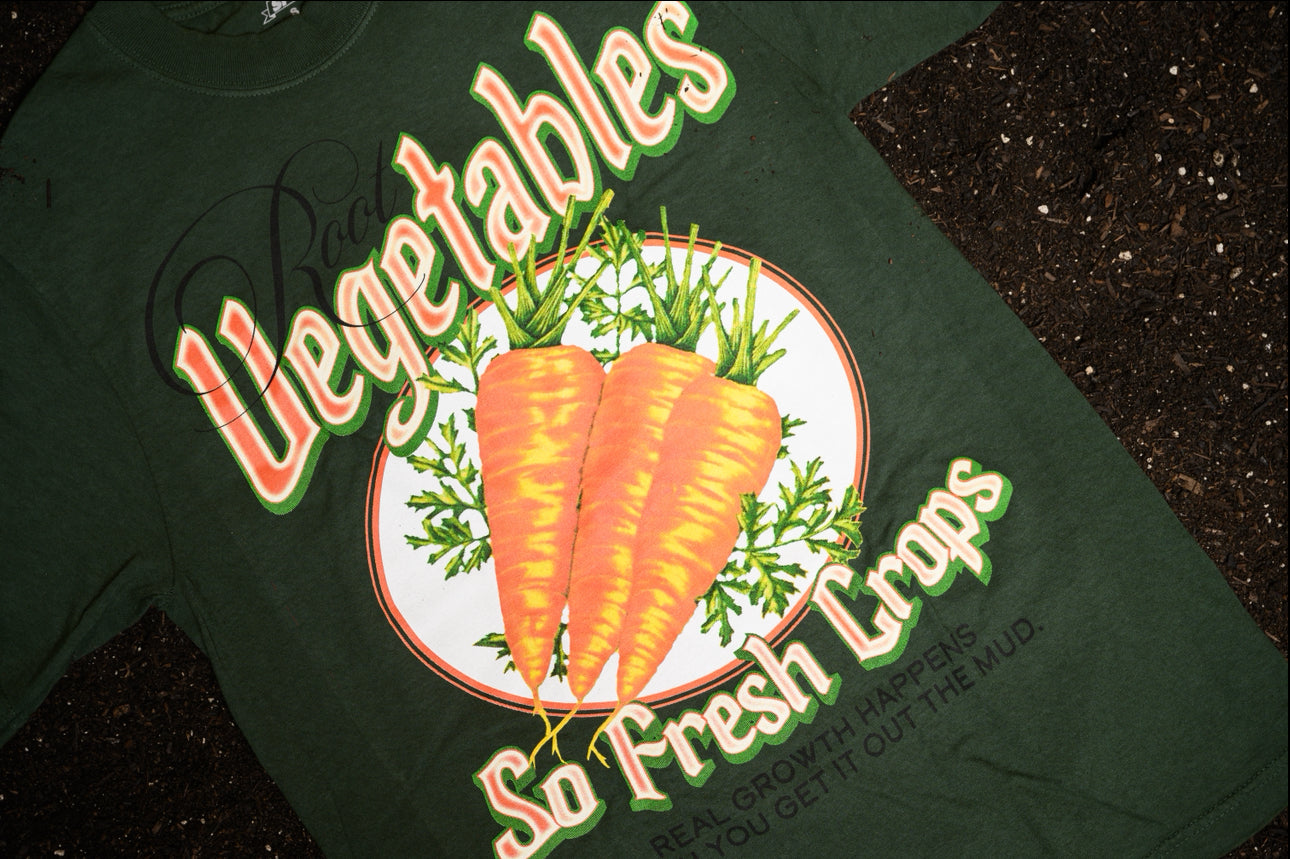 Root
Vegetables
So Fresh Crops
REAL GROWTH HAPPENS
YOU GET IT OUT THE MUD.